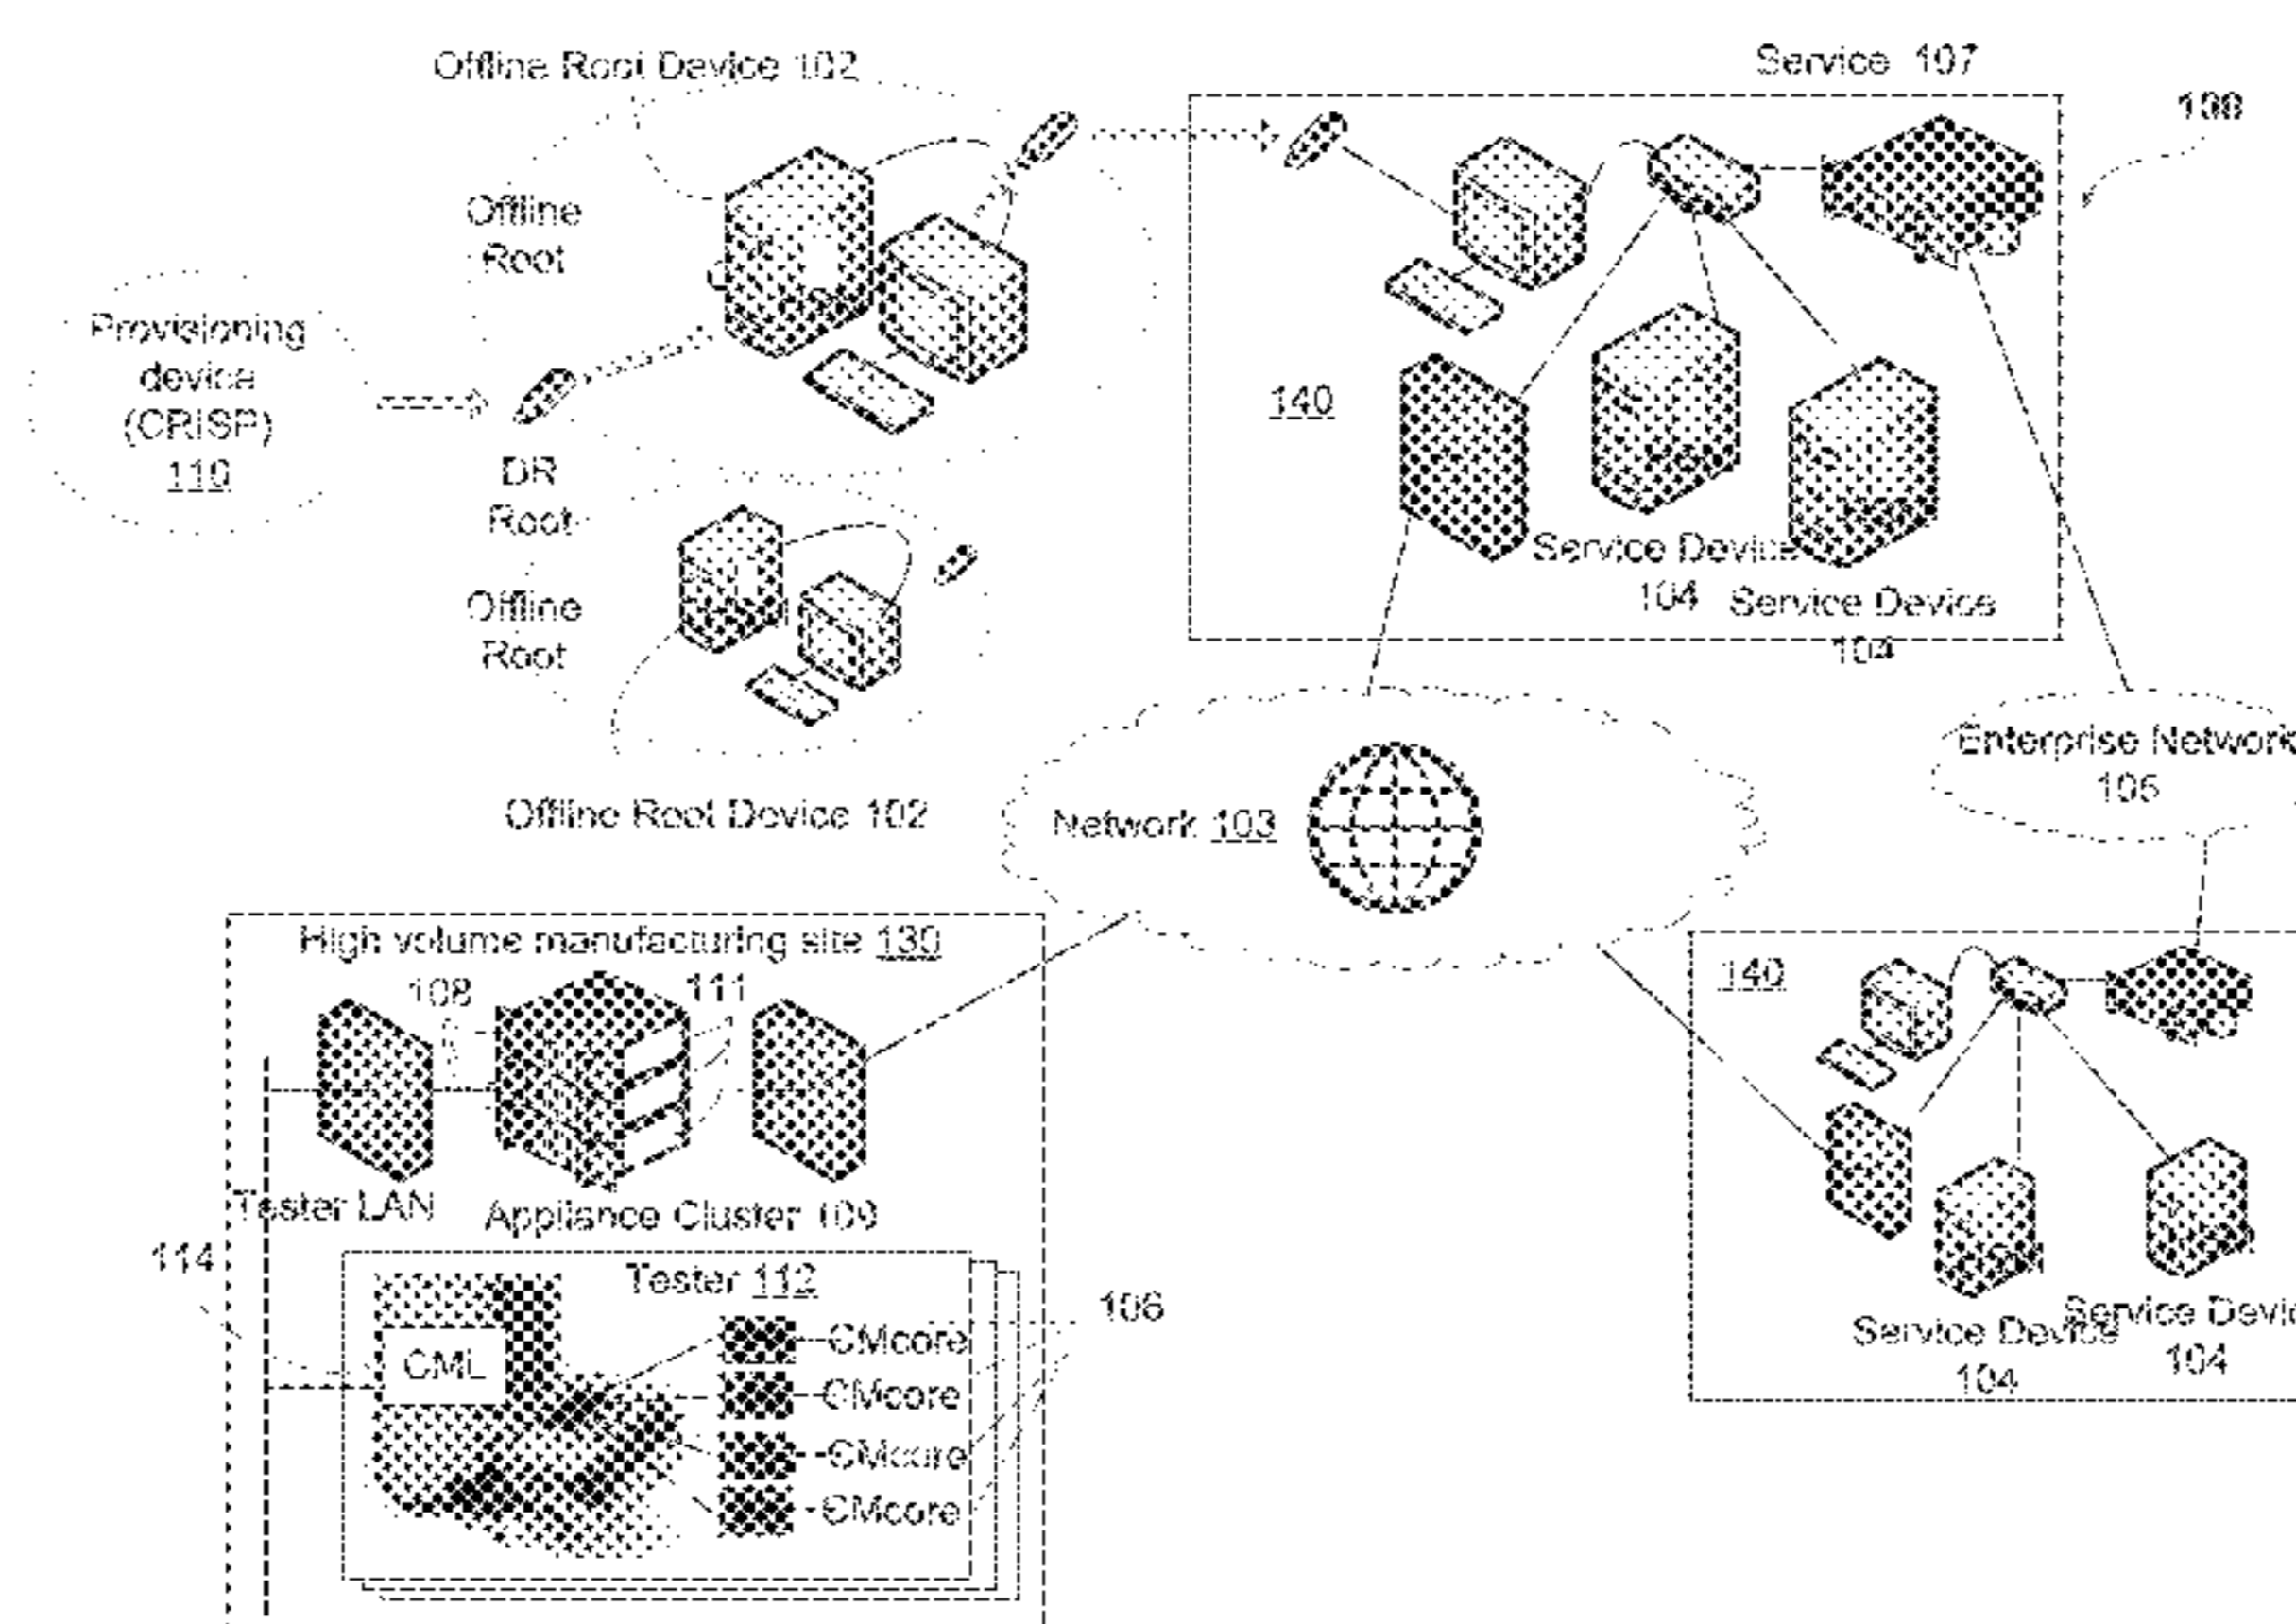 Offline Root Device 102
Service 107
100
Offline
Root
Provisioning
device
(CRISP)
110
140
DR
Root
Service Device
104
Service Device
104
Offline
Root
Enterprise Network
105
Offline Root Device 102
Network 103
High volume manufacturing site 130
108
111
140
Tester LAN
Appliance Cluster 109
114
Tester 112
106
CMcore
CML
CMcore
CMcore
CMcore
Service Device
104
Service Devic
104